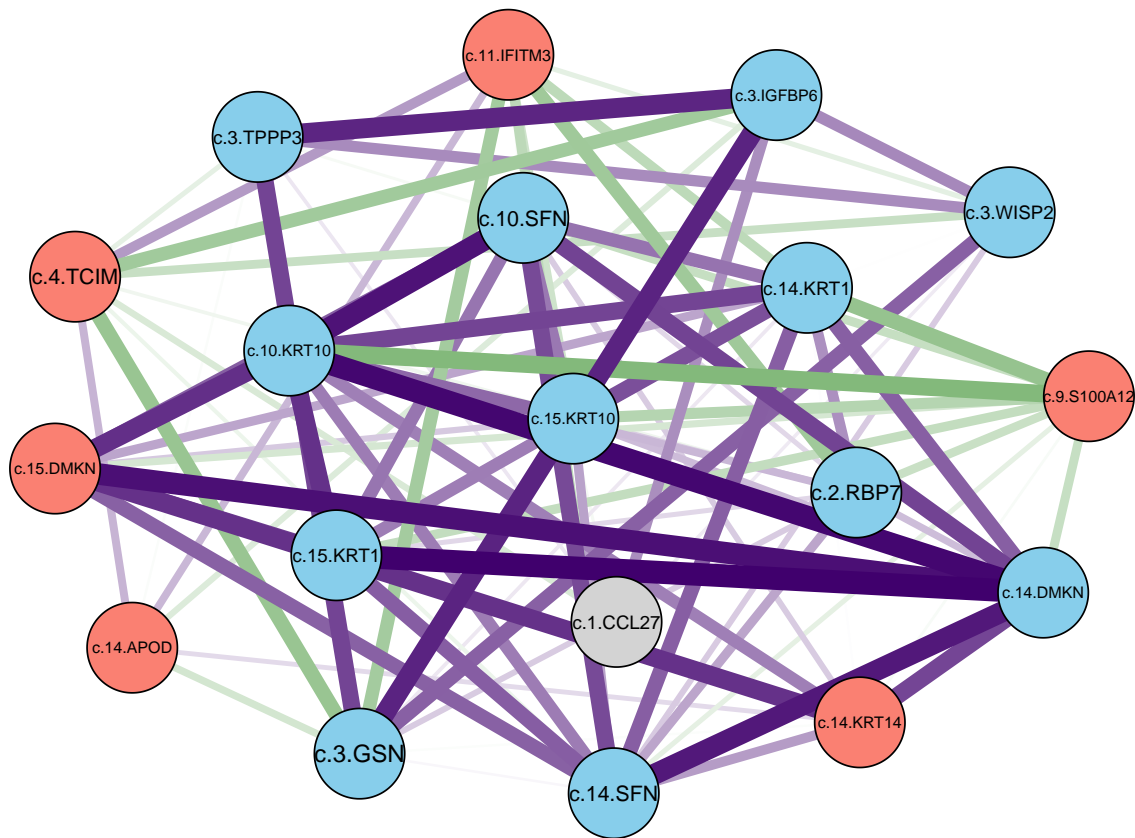 c.11.IFITM3
c.3.IGFBP6
c.3.TPPP3
c.3.WISP2
c.10.SFN
c.4.TCIM
c.14.KRT1
c.10.KRT10
c.9.S100A12
c.15.KRT10
c.15.DMKN
c.2.RBP7
c.15.KRT1
c.14.DMKN
c.1.CCL27
c.14.APOD
c.14.KRT14
c.3.GSN
c.14.SFN